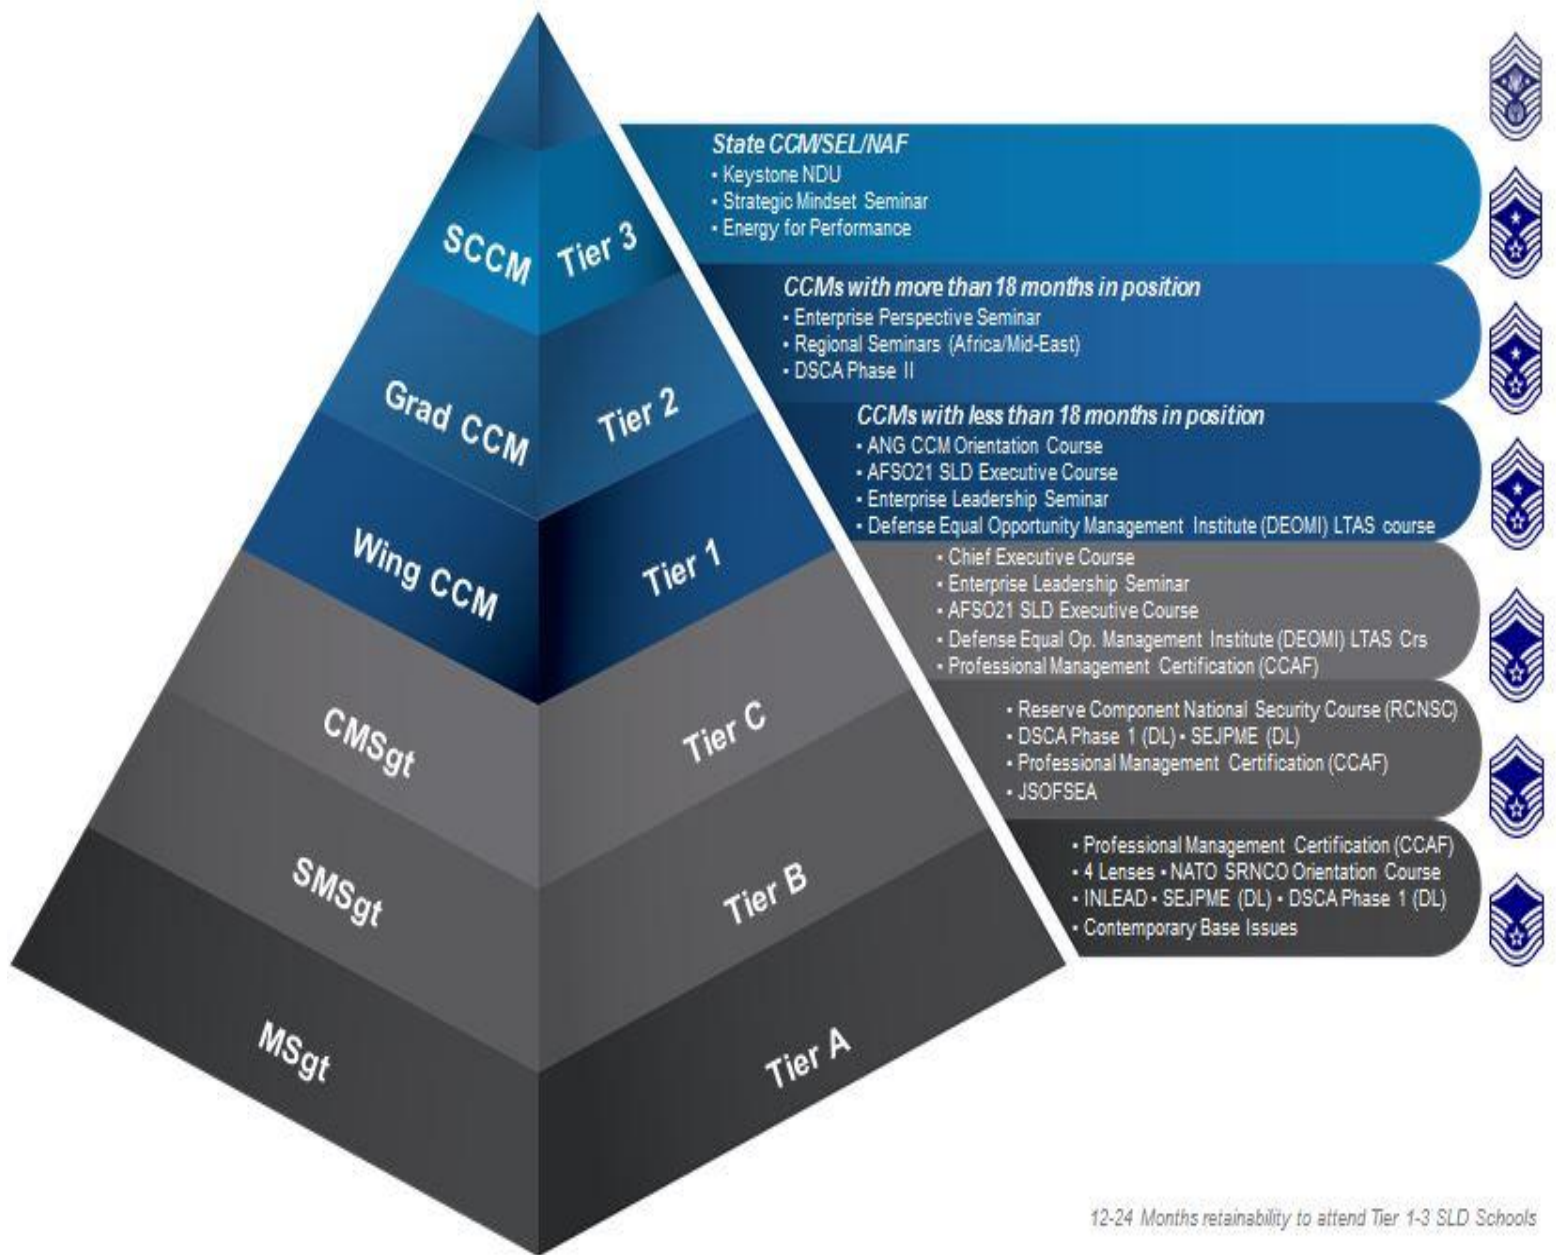 State CCM/SEL/NAF
▪ Keystone NDU
▪ Strategic Mindset Seminar
▪ Energy for Performance
SCCM Tier 3
CCMs with more than 18 months in position
▪ Enterprise Perspective Seminar
▪ Regional Seminars (Africa/Mid-East)
▪ DSCA Phase II
Grad CCM Tier 2
CCMs with less than 18 months in position
▪ ANG CCM Orientation Course
▪ AFSO21 SLD Executive Course
▪ Enterprise Leadership Seminar
▪ Defense Equal Opportunity Management Institute (DEOMI) LTAS course
Wing CCM Tier 1
▪ Chief Executive Course
▪ Enterprise Leadership Seminar
▪ AFSO21 SLD Executive Course
▪ Defense Equal Op. Management Institute (DEOMI) LTAS Crs
▪ Professional Management Certification (CCAF)
CMSgt Tier C
▪ Reserve Component National Security Course (RCNSC)
▪ DSCA Phase 1 (DL) ▪ SEJPME (DL)
▪ Professional Management Certification (CCAF)
▪ JSOFSEA
SMSgt Tier B
▪ Professional Management Certification (CCAF)
▪ 4 Lenses ▪ NATO SRNCO Orientation Course
▪ INLEAD ▪ SEJPME (DL) ▪ DSCA Phase 1 (DL)
▪ Contemporary Base Issues
MSgt Tier A
12-24 Months retainability to attend Tier 1-3 SLD Schools